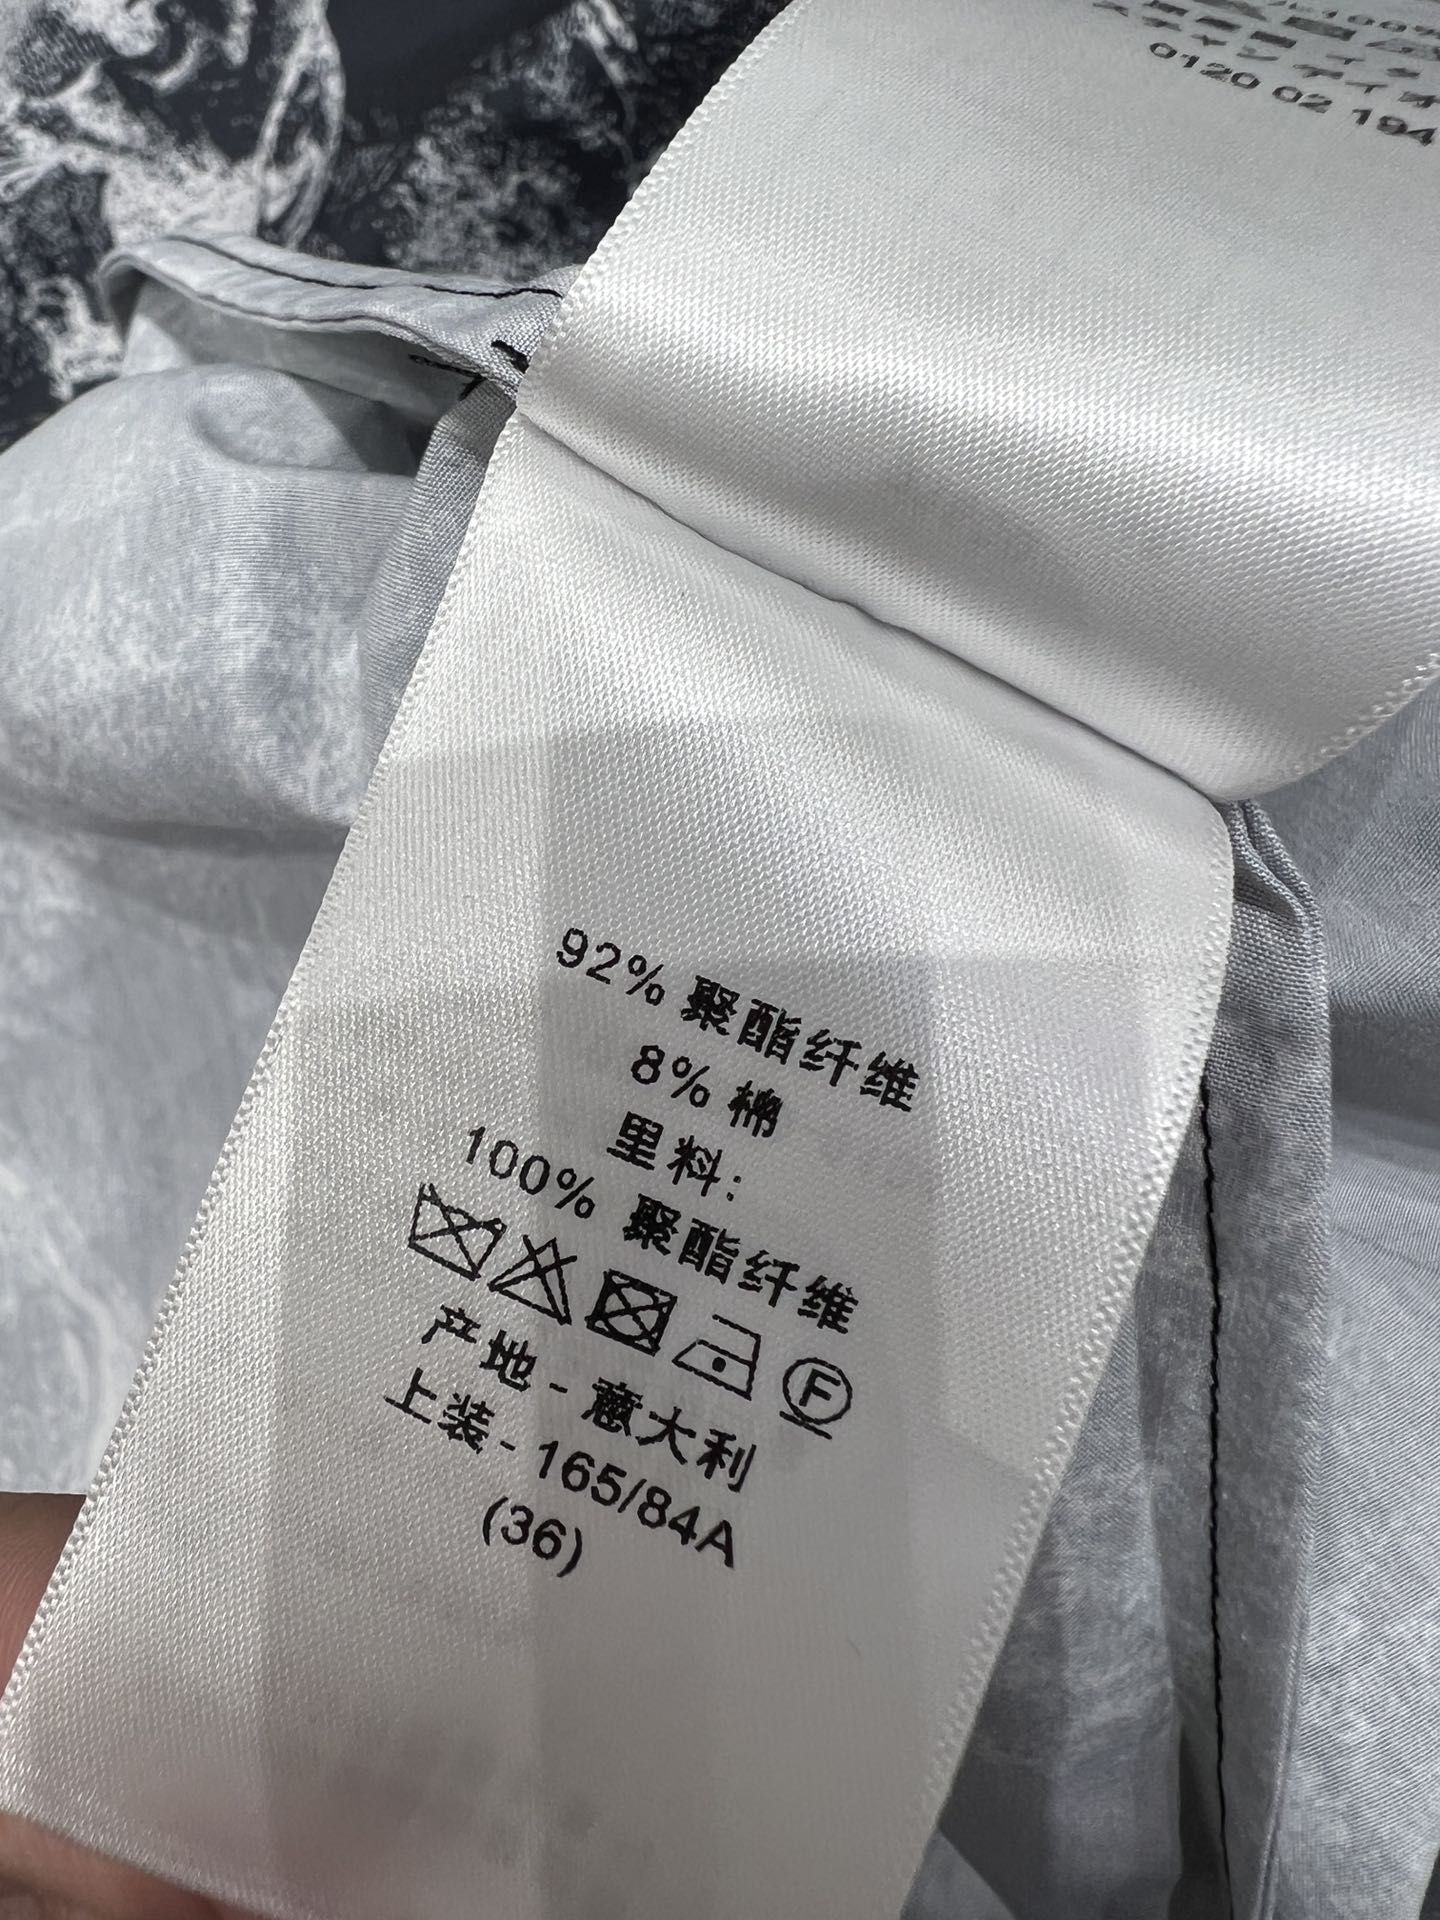 0120 02 194
92% 聚酯纤维
8% 棉
里料:
100% 聚酯纤维
F
产地 - 意大利
上装 - 165/84A
(36)